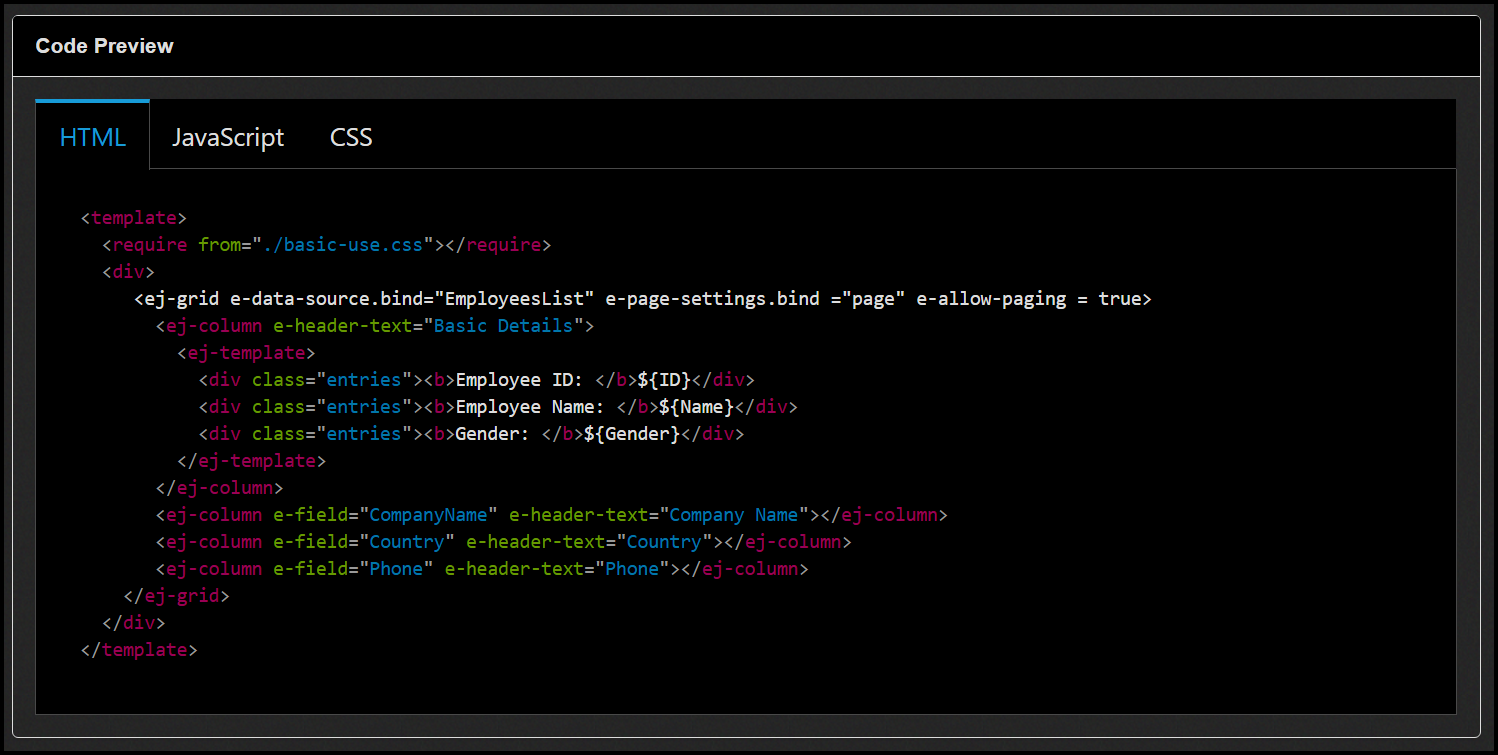 Code Preview
HTML JavaScript CSS
<template>
  <require from="./basic-use.css"></require>
  <div>
     <ej-grid e-data-source.bind="EmployeesList" e-page-settings.bind ="page" e-allow-paging = true>
       <ej-column e-header-text="Basic Details">
         <ej-template>
           <div class="entries"><b>Employee ID: </b>${ID}</div>
           <div class="entries"><b>Employee Name: </b>${Name}</div>
           <div class="entries"><b>Gender: </b>${Gender}</div>
         </ej-template>
       </ej-column>
       <ej-column e-field="CompanyName" e-header-text="Company Name"></ej-column>
       <ej-column e-field="Country" e-header-text="Country"></ej-column>
       <ej-column e-field="Phone" e-header-text="Phone"></ej-column>
    </ej-grid>
  </div>
</template>